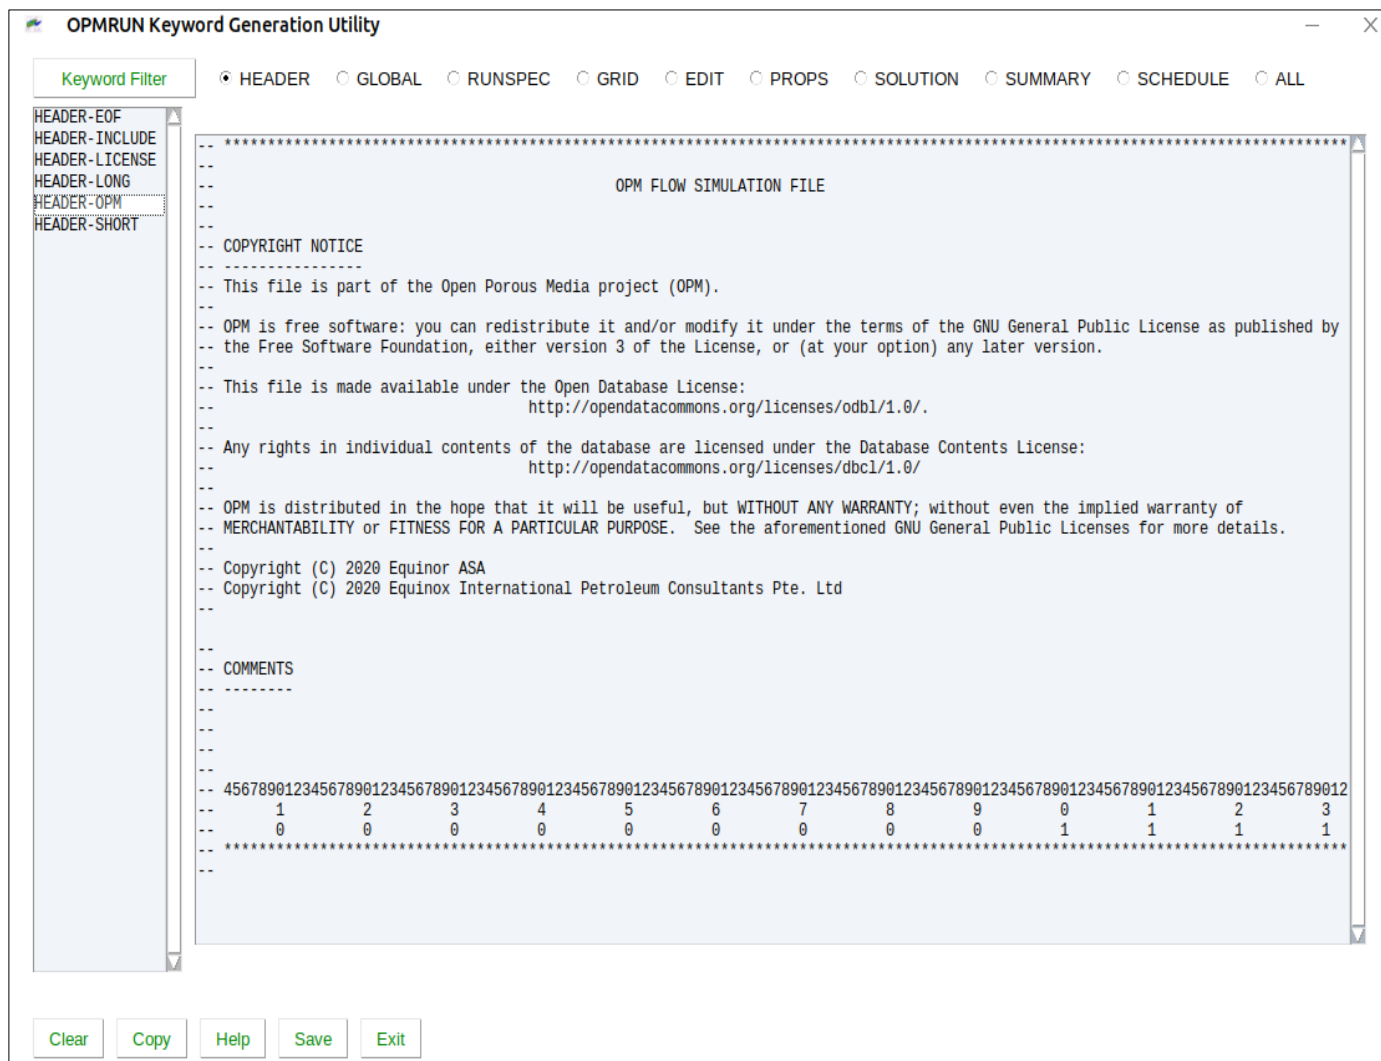 OPMRUN Keyword Generation Utility
Keyword Filter HEADER GLOBAL RUNSPEC GRID EDIT PROPS SOLUTION SUMMARY SCHEDULE ALL
HEADER-EOF
HEADER-INCLUDE
HEADER-LICENSE
HEADER-LONG
HEADER-OPM
HEADER-SHORT
-- *********************************************************************************************************************************
--
-- OPM FLOW SIMULATION FILE
--
--
-- COPYRIGHT NOTICE
-- ----------------
-- This file is part of the Open Porous Media project (OPM).
--
-- OPM is free software: you can redistribute it and/or modify it under the terms of the GNU General Public License as published by
-- the Free Software Foundation, either version 3 of the License, or (at your option) any later version.
--
-- This file is made available under the Open Database License:
-- http://opendatacommons.org/licenses/odbl/1.0/.
--
-- Any rights in individual contents of the database are licensed under the Database Contents License:
-- http://opendatacommons.org/licenses/dbcl/1.0/
--
-- OPM is distributed in the hope that it will be useful, but WITHOUT ANY WARRANTY; without even the implied warranty of
-- MERCHANTABILITY or FITNESS FOR A PARTICULAR PURPOSE.  See the aforementioned GNU General Public Licenses for more details.
--
-- Copyright (C) 2020 Equinor ASA
-- Copyright (C) 2020 Equinox International Petroleum Consultants Pte. Ltd
--
--
-- COMMENTS
-- --------
--
--
--
--
-- 456789012345678901234567890123456789012345678901234567890123456789012345678901234567890123456789012345678901234567890123456789012
-- 1 2 3 4 5 6 7 8 9 0 1 2 3
-- 0 0 0 0 0 0 0 0 0 1 1 1 1
-- *********************************************************************************************************************************
--
Clear Copy Help Save Exit